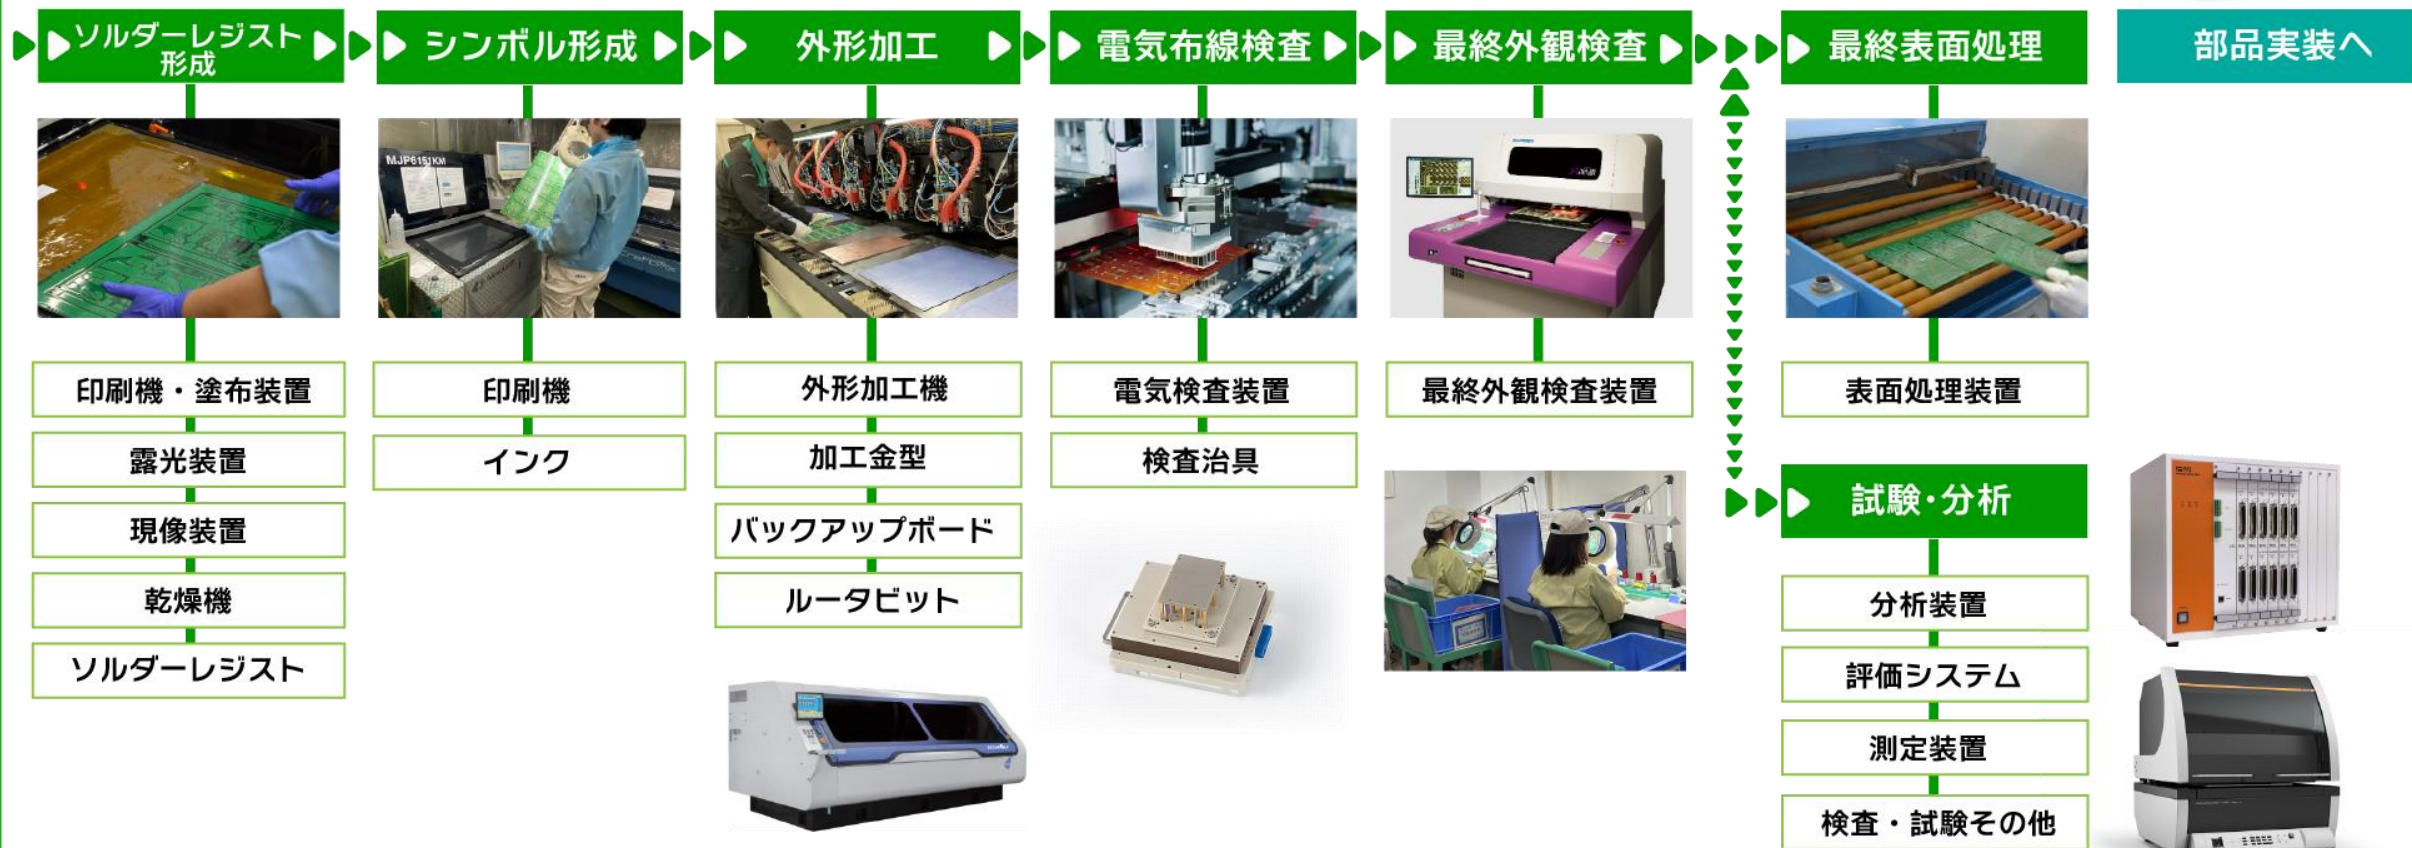 ソルダーレジスト
形成
シンボル形成
外形加工
電気布線検査
最終外観検査
最終表面処理
部品実装へ
MJP6151KM
印刷機・塗布装置
露光装置
現像装置
乾燥機
ソルダーレジスト
印刷機
インク
外形加工機
加工金型
バックアップボード
ルータビット
電気検査装置
検査治具
最終外観検査装置
表面処理装置
試験・分析
分析装置
評価システム
測定装置
検査・試験その他